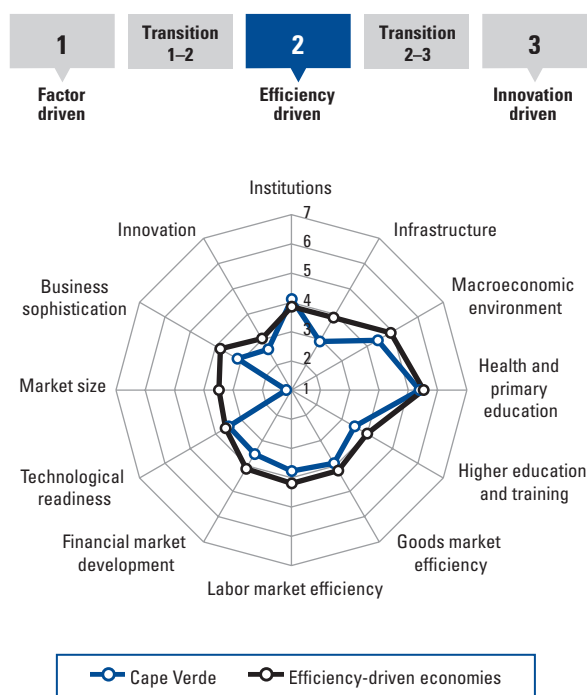 1
Transition
1–2
2
Transition
2–3
3
Factor
driven
Efficiency
driven
Innovation
driven
Institutions
Infrastructure
Macroeconomic
environment
Health and
primary
education
Higher education
and training
Goods market
efficiency
Labor market efficiency
Financial market
development
Technological
readiness
Market size
Business
sophistication
Innovation
7
6
5
4
3
2
1
Cape Verde
Efficiency-driven economies